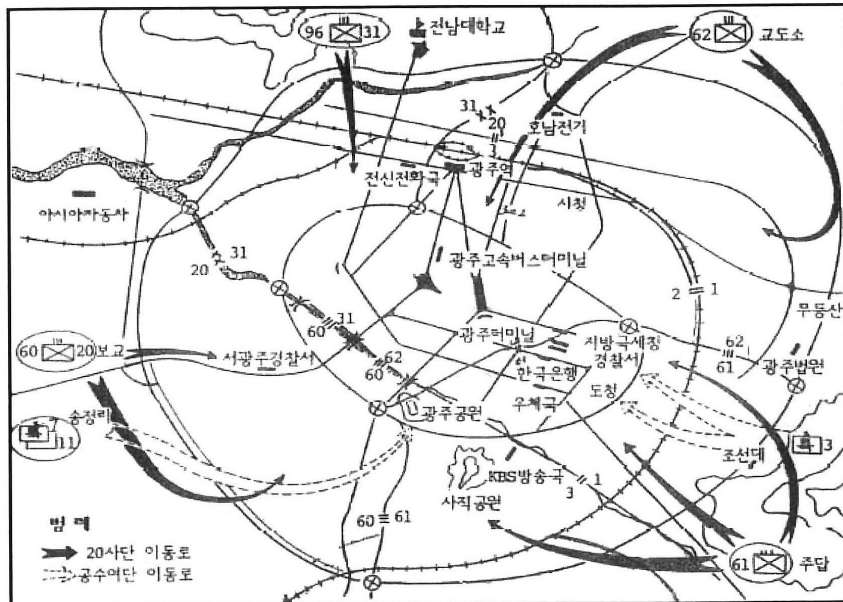 96 31
전남대학교
62 교도소
31
20
3
호남전기
광주역
전신전화국
시청
아시아자동차
31
20
광주고속버스터미널
2 1
무등산
31
60
광주터미널
지방국세청
경찰서
62
61
60 20보교
서광주경찰서
62
60
한국은행
광주법원
도청
우체국
광주공원
송정리
7
11
조선대
3
KBS방송국
1
3
사직공원
60 61
범례
20사단 이동로
공수여단 이동로
61 주답